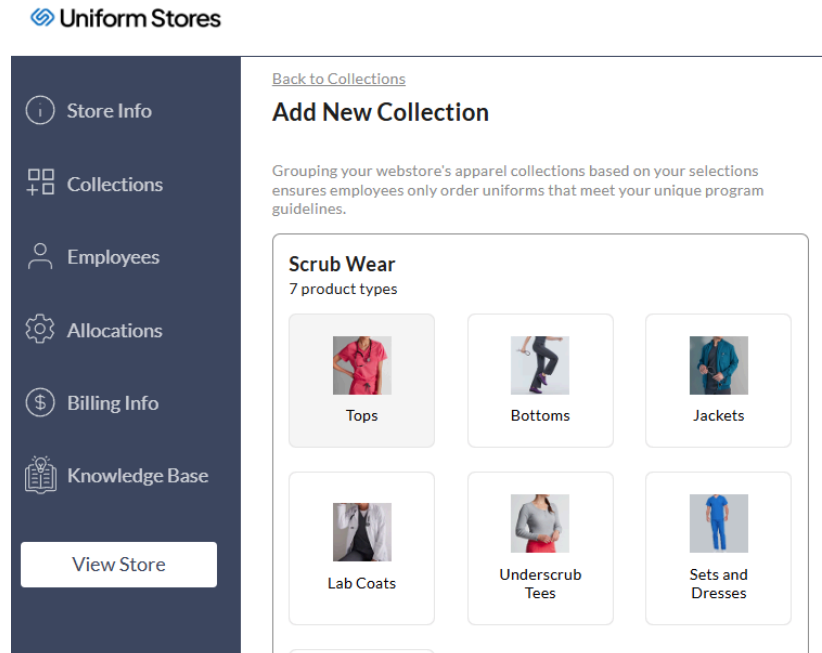 Uniform Stores
Store Info
Collections
Employees
Allocations
Billing Info
Knowledge Base
View Store
Back to Collections
Add New Collection
Grouping your webstore's apparel collections based on your selections
ensures employees only order uniforms that meet your unique program
guidelines.
Scrub Wear
7 product types
Tops
Bottoms
Jackets
Lab Coats
Underscrub
Tees
Sets and
Dresses